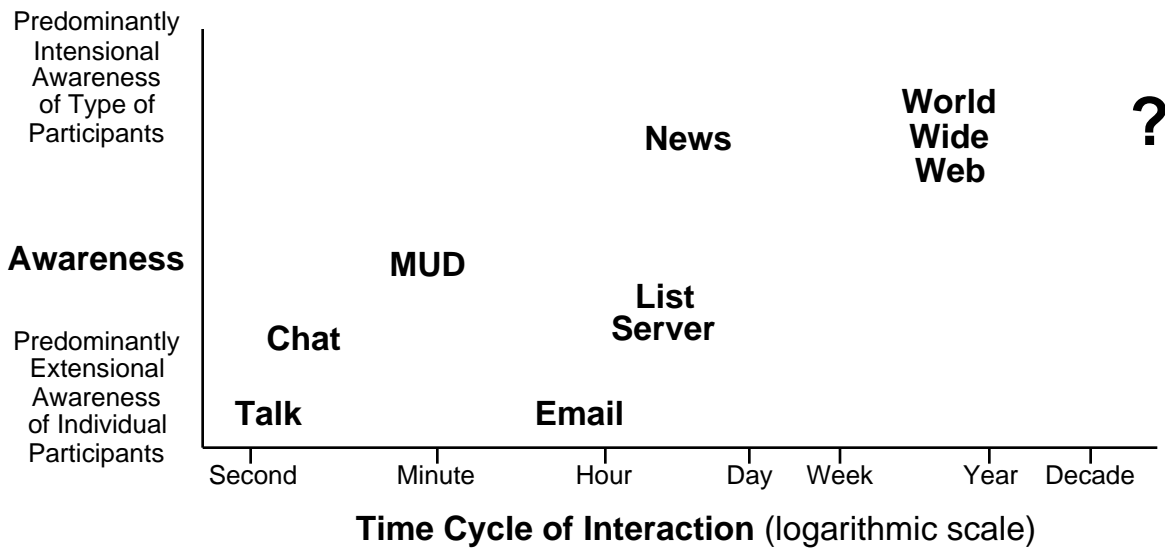 Predominantly
Intensional
Awareness
of Type of
Participants
World
Wide
Web
?
News
Awareness
MUD
List
Server
Chat
Predominantly
Extensional
Awareness
of Individual
Participants
Talk
Email
Second
Minute
Hour
Day
Week
Year
Decade
Time Cycle of Interaction (logarithmic scale)